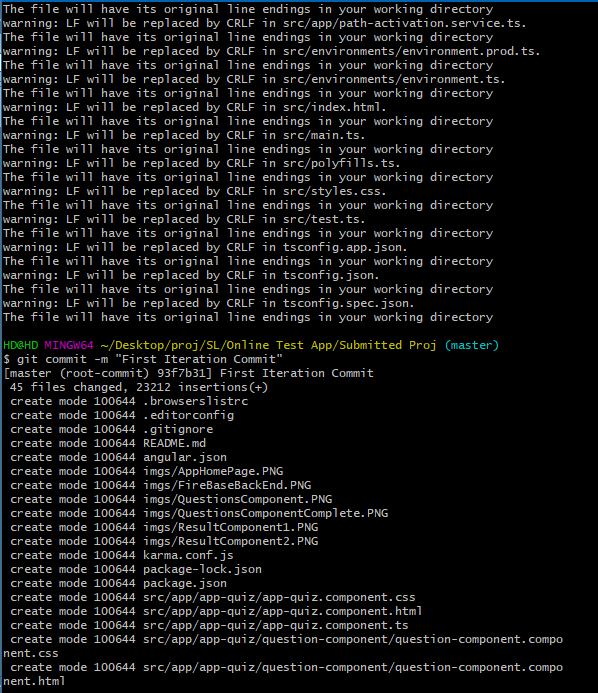 The file will have its original line endings in your working directory
warning: LF will be replaced by CRLF in src/app/path-activation.service.ts.
The file will have its original line endings in your working directory
warning: LF will be replaced by CRLF in src/environments/environment.prod.ts.
The file will have its original line endings in your working directory
warning: LF will be replaced by CRLF in src/environments/environment.ts.
The file will have its original line endings in your working directory
warning: LF will be replaced by CRLF in src/index.html.
The file will have its original line endings in your working directory
warning: LF will be replaced by CRLF in src/main.ts.
The file will have its original line endings in your working directory
warning: LF will be replaced by CRLF in src/polyfills.ts.
The file will have its original line endings in your working directory
warning: LF will be replaced by CRLF in src/styles.css.
The file will have its original line endings in your working directory
warning: LF will be replaced by CRLF in src/test.ts.
The file will have its original line endings in your working directory
warning: LF will be replaced by CRLF in tsconfig.app.json.
The file will have its original line endings in your working directory
warning: LF will be replaced by CRLF in tsconfig.json.
The file will have its original line endings in your working directory
warning: LF will be replaced by CRLF in tsconfig.spec.json.
The file will have its original line endings in your working directory
HD@HD MINGW64 ~/Desktop/proj/SL/Online Test App/Submitted Proj (master)
$ git commit -m "First Iteration Commit"
[master (root-commit) 93f7b31] First Iteration Commit
45 files changed, 23212 insertions(+)
create mode 100644 .browserslistrc
create mode 100644 .editorconfig
create mode 100644 .gitignore
create mode 100644 README.md
create mode 100644 angular.json
create mode 100644 imgs/AppHomePage.PNG
create mode 100644 imgs/FireBaseBackEnd.PNG
create mode 100644 imgs/QuestionsComponent.PNG
create mode 100644 imgs/QuestionsComponentComplete.PNG
create mode 100644 imgs/ResultComponent1.PNG
create mode 100644 imgs/ResultComponent2.PNG
create mode 100644 karma.conf.js
create mode 100644 package-lock.json
create mode 100644 package.json
create mode 100644 src/app/app-quiz/app-quiz.component.css
create mode 100644 src/app/app-quiz/app-quiz.component.html
create mode 100644 src/app/app-quiz/app-quiz.component.ts
create mode 100644 src/app/app-quiz/question-component/question-component.compo
nent.css
create mode 100644 src/app/app-quiz/question-component/question-component.compo
nent.html